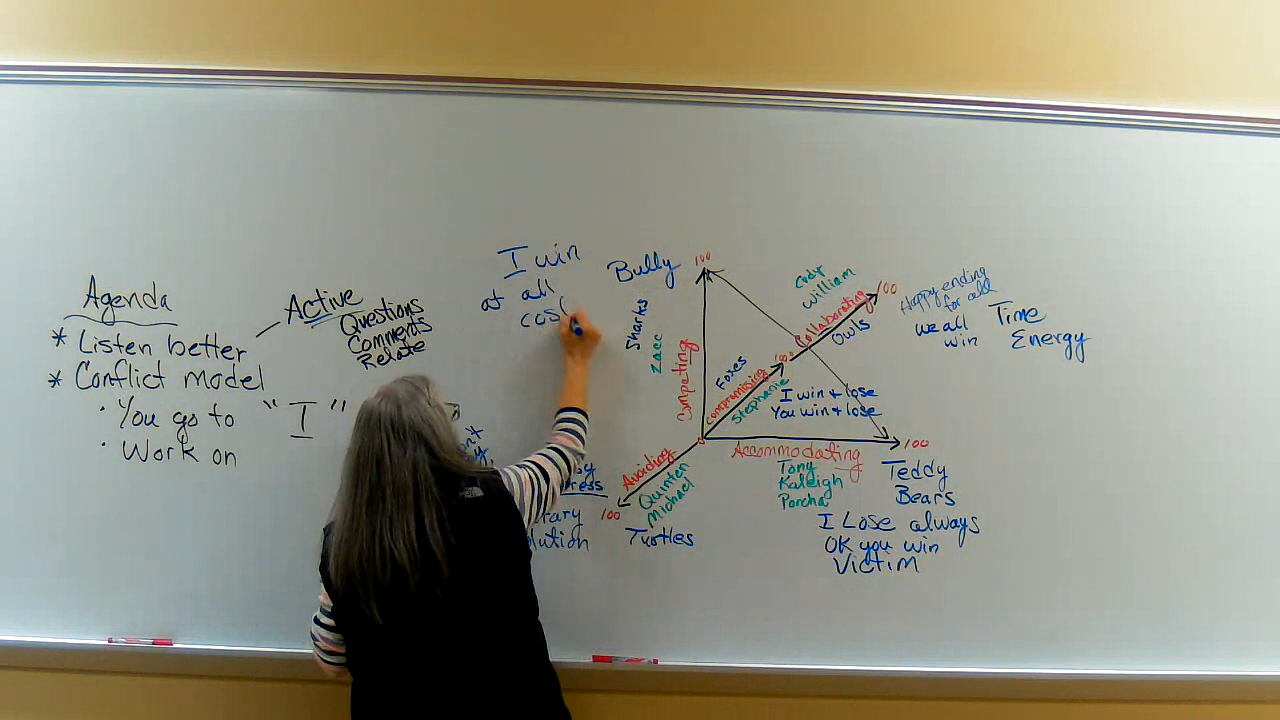 Agenda
* Listen better
* Conflict model
· You go to "I"
· Work on
Active
Questions
Comments
Relate
I win
at all
cost
Bully
Sharks
Zacc
Competing
100
Foxes
Compromising
Stephanie
Cody
William
Collaborating
Owls
100
Happy ending
for all
we all
win
Time
Energy
I win & lose
You win & lose
100
Accommodating
Tony
Kaleigh
Porcha
Teddy
Bears
I Lose always
OK you win
Victim
Avoiding
Quinten
Michael
100
Turtles